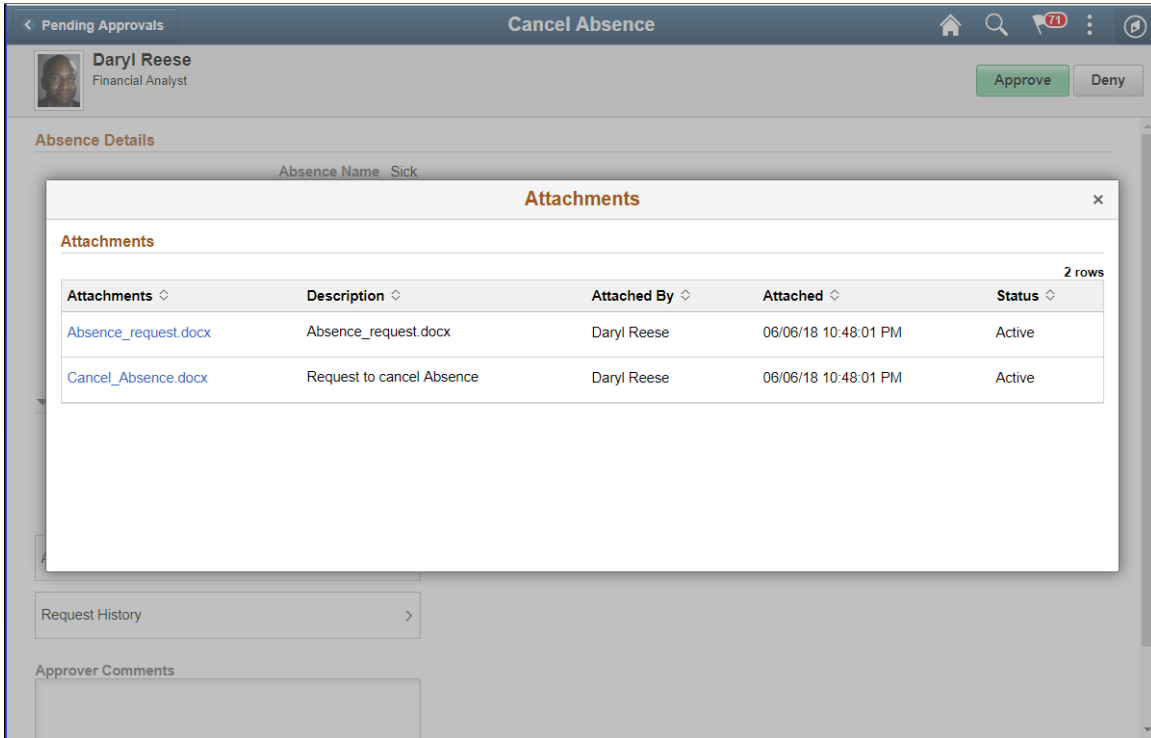 Pending Approvals Cancel Absence 71
Daryl Reese
Financial Analyst
Approve Deny
Absence Details
Absence Name Sick
Attachments ×
Attachments
2 rows
Attachments Description Attached By Attached Status
Absence_request.docx Absence_request.docx Daryl Reese 06/06/18 10:48:01 PM Active
Cancel_Absence.docx Request to cancel Absence Daryl Reese 06/06/18 10:48:01 PM Active
Request History
Approver Comments